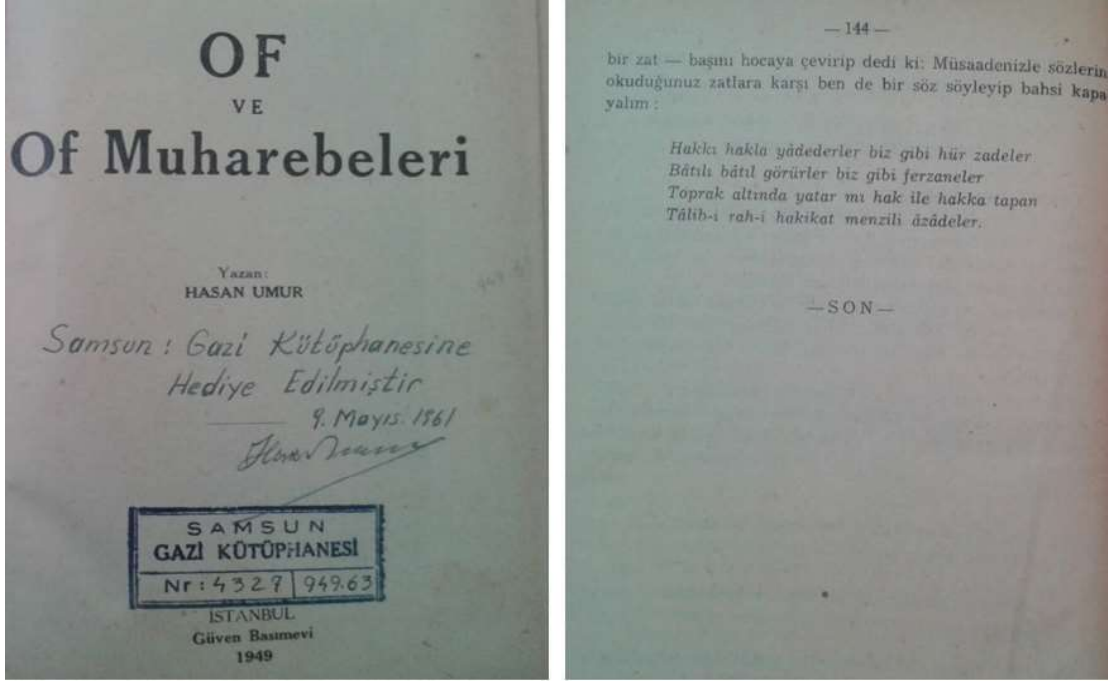 OF
VE
Of Muharebeleri
Yazan:
HASAN UMUR
Samsun: Gazi Kütüphanesine
Hediye Edilmiştir
9. Mayıs. 1961
SAMSUN
GAZİ KÜTÜPHANESİ
Nr: 4327 949.63
İSTANBUL
Güven Basımevi
1949
— 144 —
bir zat — başını hocaya çevirip dedi ki: Müsaadenizle sözlerin
okuduğunuz zatlara karşı ben de bir söz söyleyip bahsi kapa
yalım :
Hakkı hakla yâdederler biz gibi hür zadeler
Bâtılı bâtıl görürler biz gibi ferzaneler
Toprak altında yatar mı hak ile hakka tapan
Tâlib-i rah-i hakikat menzili âzâdeler.
— SON —